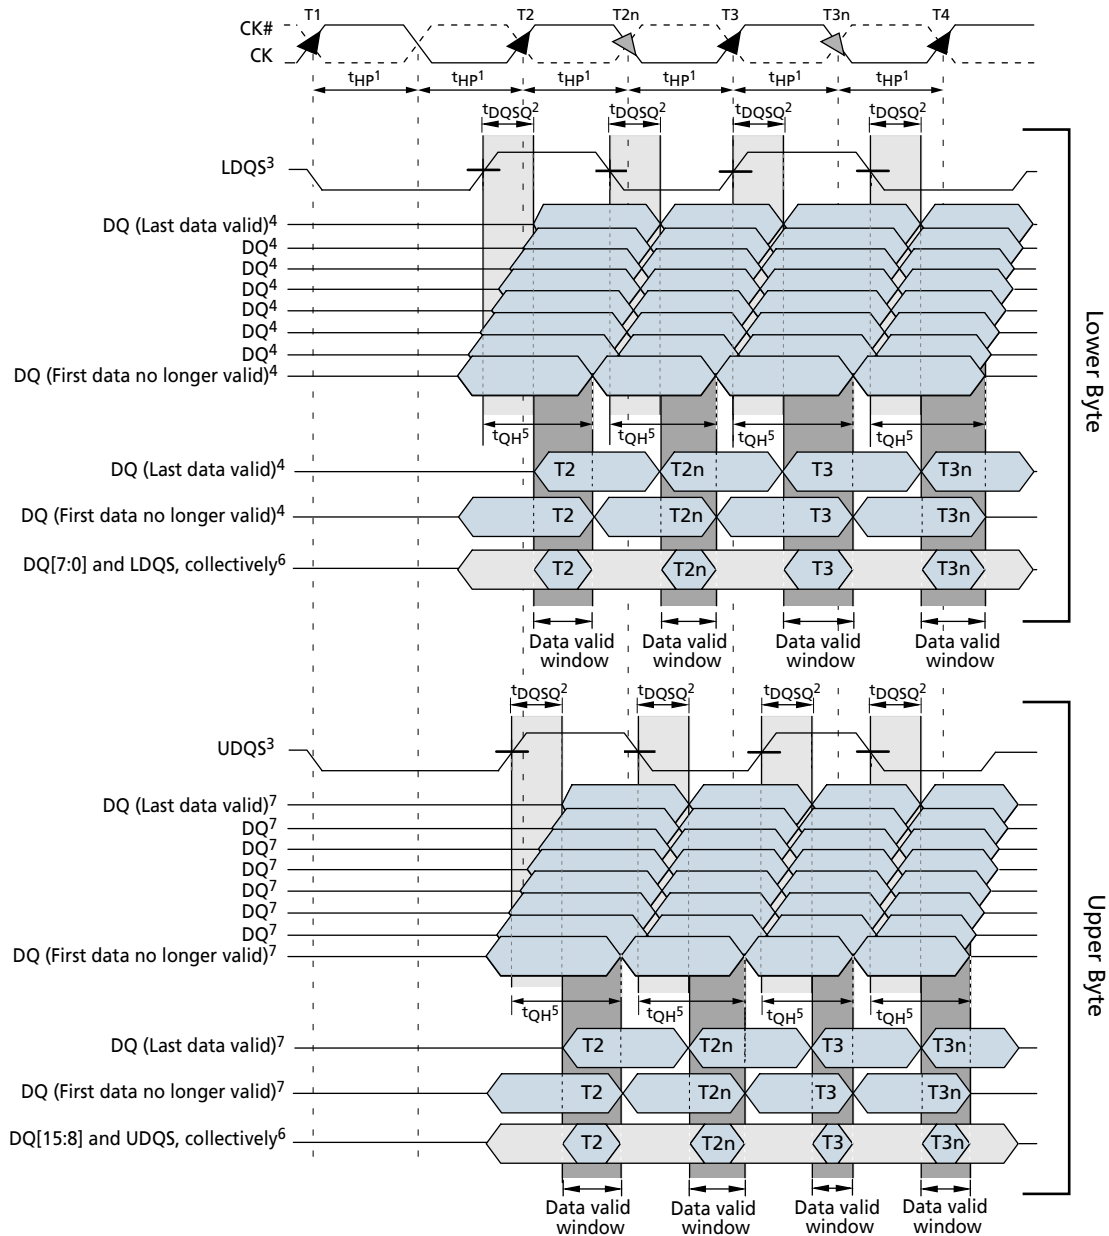 T1 T2 T2n T3 T3n T4
CK#
CK
tHP1 tHP1 tHP1 tHP1 tHP1 tHP1
tDQSQ2 tDQSQ2 tDQSQ2 tDQSQ2
LDQS3
DQ (Last data valid)4
DQ4
DQ4
DQ4
DQ4
DQ4
DQ4
DQ (First data no longer valid)4
tQH5 tQH5 tQH5 tQH5
DQ (Last data valid)4 T2 T2n T3 T3n
DQ (First data no longer valid)4 T2 T2n T3 T3n
DQ[7:0] and LDQS, collectively6 T2 T2n T3 T3n
Data valid window Data valid window Data valid window Data valid window
Lower Byte
tDQSQ2 tDQSQ2 tDQSQ2 tDQSQ2
UDQS3
DQ (Last data valid)7
DQ7
DQ7
DQ7
DQ7
DQ7
DQ7
DQ (First data no longer valid)7
tQH5 tQH5 tQH5 tQH5
DQ (Last data valid)7 T2 T2n T3 T3n
DQ (First data no longer valid)7 T2 T2n T3 T3n
DQ[15:8] and UDQS, collectively6 T2 T2n T3 T3n
Data valid window Data valid window Data valid window Data valid window
Upper Byte